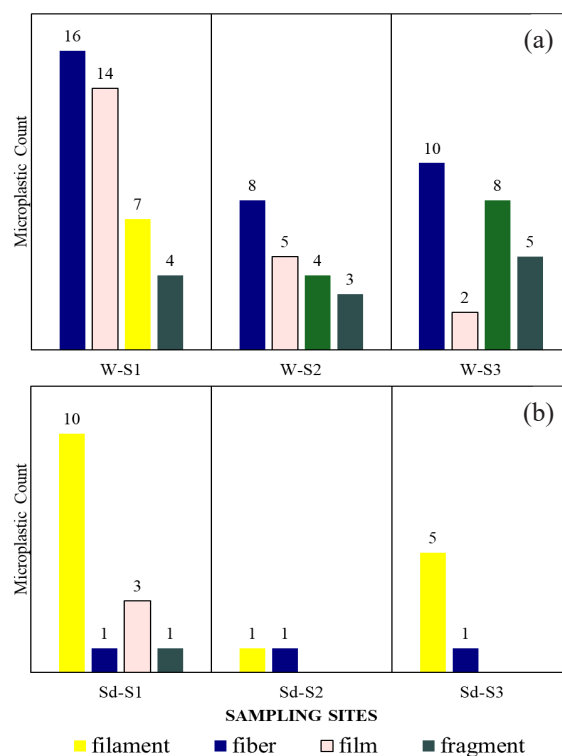 (a)
16
14
7
4
8
5
4
3
10
2
8
5
Microplastic Count
W-S1 W-S2 W-S3
(b)
10
1
3
1
1
1
5
1
Microplastic Count
Sd-S1 Sd-S2 Sd-S3
SAMPLING SITES
filament fiber film fragment